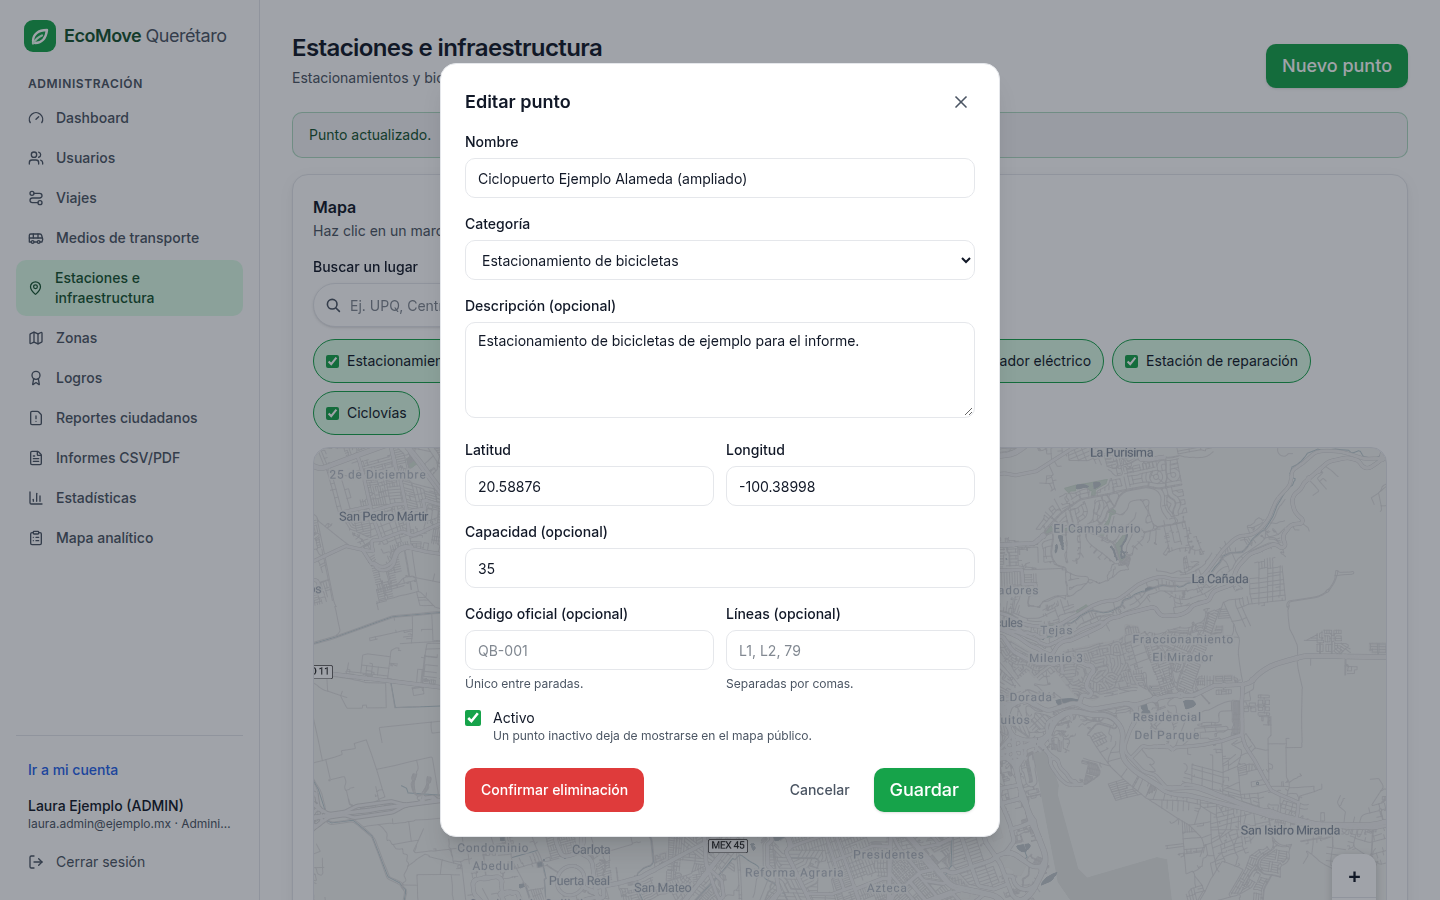 EcoMove Querétaro
ADMINISTRACIÓN
Dashboard
Usuarios
Viajes
Medios de transporte
Estaciones e
infraestructura
Zonas
Logros
Reportes ciudadanos
Informes CSV/PDF
Estadísticas
Mapa analítico
Ir a mi cuenta
Laura Ejemplo (ADMIN)
laura.admin@ejemplo.mx · Admini...
Cerrar sesión
Estaciones e infraestructura
Estacionamientos y bic
Nuevo punto
Punto actualizado.
Mapa
Haz clic en un marc
Buscar un lugar
Ej. UPQ, Cent
Estacionamien
ador eléctrico
Estación de reparación
Ciclovías
Editar punto
Nombre
Ciclopuerto Ejemplo Alameda (ampliado)
Categoría
Estacionamiento de bicicletas
Descripción (opcional)
Estacionamiento de bicicletas de ejemplo para el informe.
Latitud
Longitud
20.58876
-100.38998
Capacidad (opcional)
35
Código oficial (opcional)
Líneas (opcional)
QB-001
L1, L2, 79
Único entre paradas.
Separadas por comas.
Activo
Un punto inactivo deja de mostrarse en el mapa público.
Confirmar eliminación
Cancelar
Guardar
25 de Diciembre
San Pedro Mártir
La Purísima
El Campanario
La Cañada
adores
cules
Tejas
Fraccionamiento
El Mirador
Milenio 3
a Dorada
uitos
Residencial
Del Parque
San Isidro Miranda
MEX 45
Condominio
Abedul
Carlota
Puerta Real
San Mateo
Reforma Agraria
Presidentes
Azteca
+